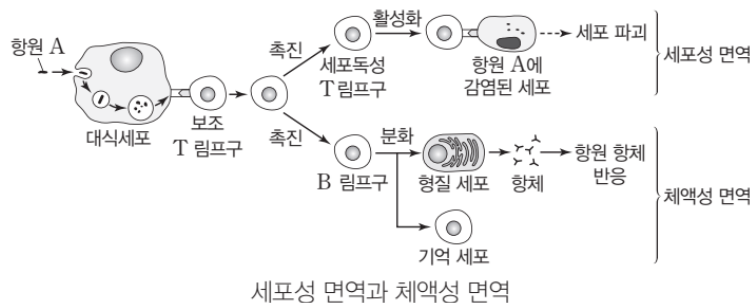 항원 A
대식세포
보조
T 림프구
촉진
촉진
세포독성
T 림프구
활성화
항원 A에
감염된 세포
세포 파괴
세포성 면역
B 림프구
분화
형질 세포
항체
항원 항체
반응
체액성 면역
기억 세포
세포성 면역과 체액성 면역